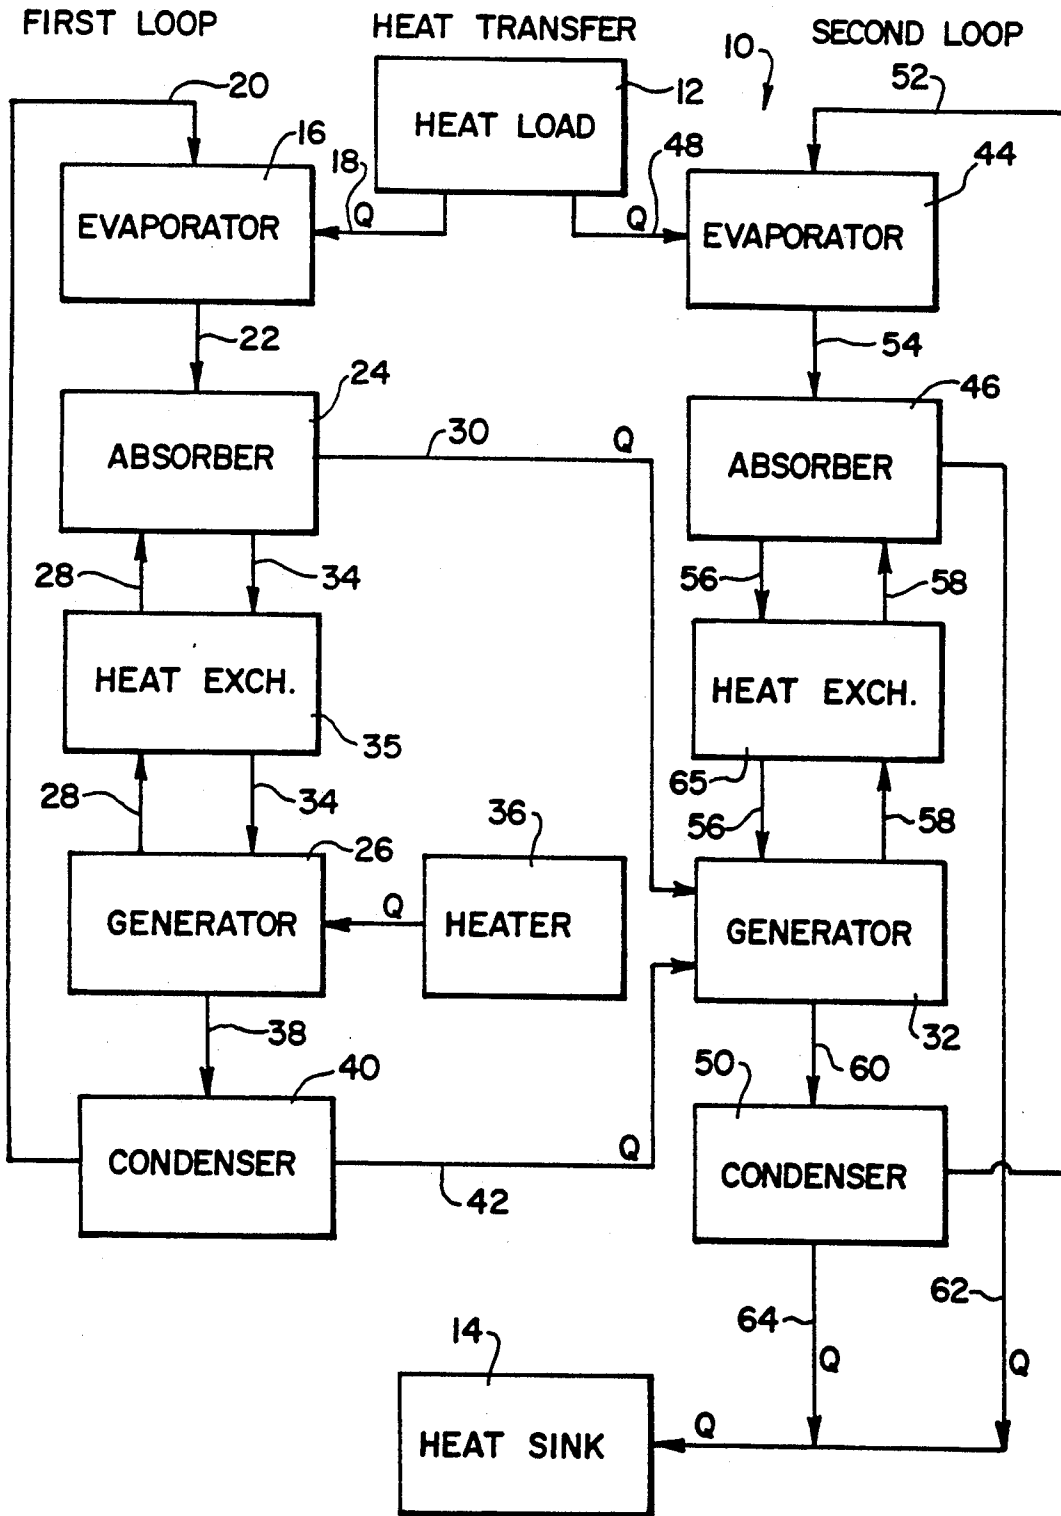 FIRST LOOP
HEAT TRANSFER
SECOND LOOP
10
20
12
52
HEAT LOAD
16
18
48
44
EVAPORATOR
Q
Q
EVAPORATOR
22
54
24
46
30
Q
ABSORBER
ABSORBER
28
34
56
58
HEAT EXCH.
HEAT EXCH.
35
65
28
34
56
58
36
26
GENERATOR
Q
HEATER
GENERATOR
38
32
40
50
60
CONDENSER
Q
CONDENSER
42
64
62
14
Q
Q
HEAT SINK
Q